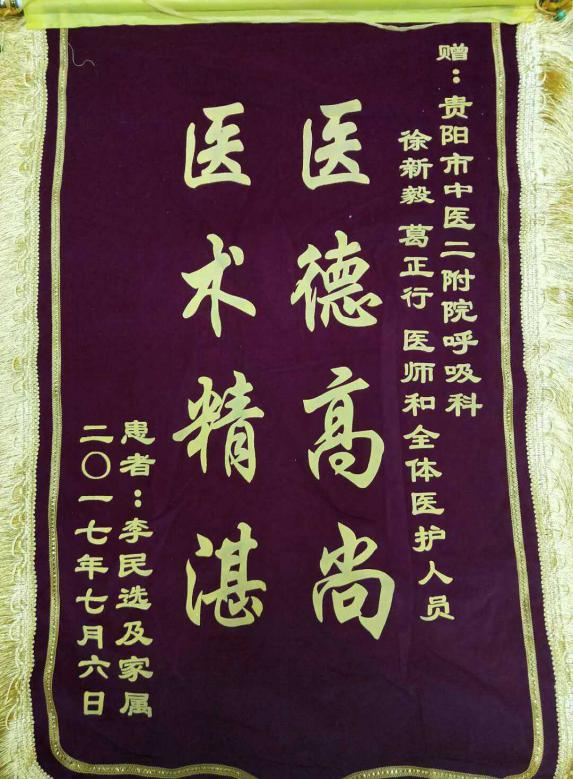 赠：贵阳市中医二附院呼吸科
徐新毅 葛正行 医师和全体医护人员
医德高尚
医术精湛
患者：李民选及家属
二〇一七年七月六日